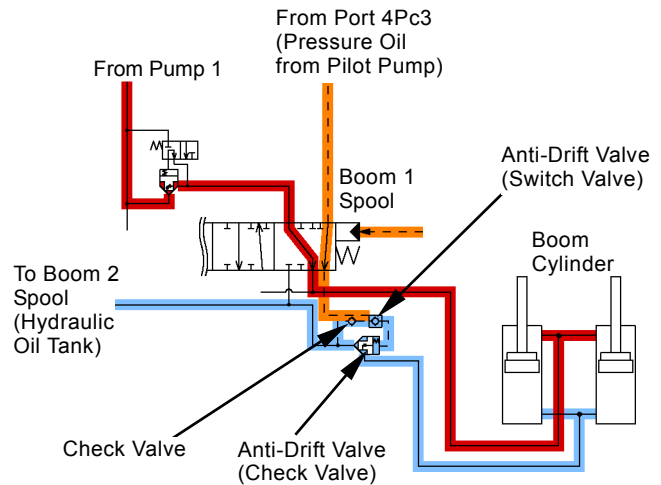 From Port 4Pc3
(Pressure Oil
from Pilot Pump)
From Pump 1
Anti-Drift Valve
(Switch Valve)
Boom 1
Spool
Boom
Cylinder
To Boom 2
Spool
(Hydraulic
Oil Tank)
Check Valve
Anti-Drift Valve
(Check Valve)